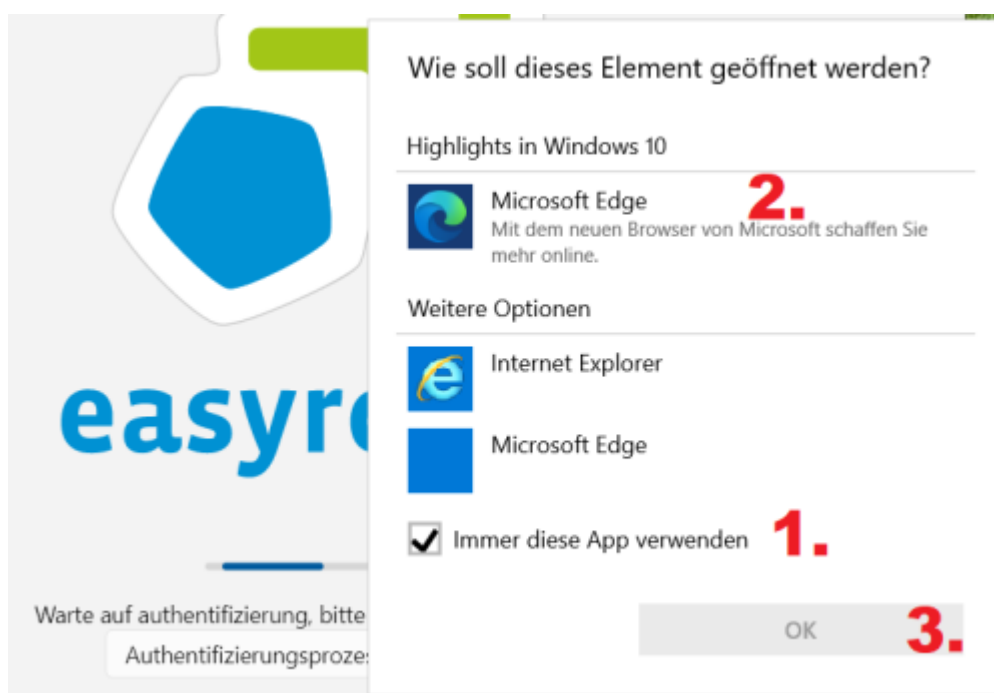 Wie soll dieses Element geöffnet werden?
Highlights in Windows 10
Microsoft Edge
2.
Mit dem neuen Browser von Microsoft schaffen Sie
mehr online.
Weitere Optionen
Internet Explorer
Microsoft Edge
Immer diese App verwenden
1.
OK
3.
easyr
Warte auf authentifizierung, bitte
Authentifizierungsproze